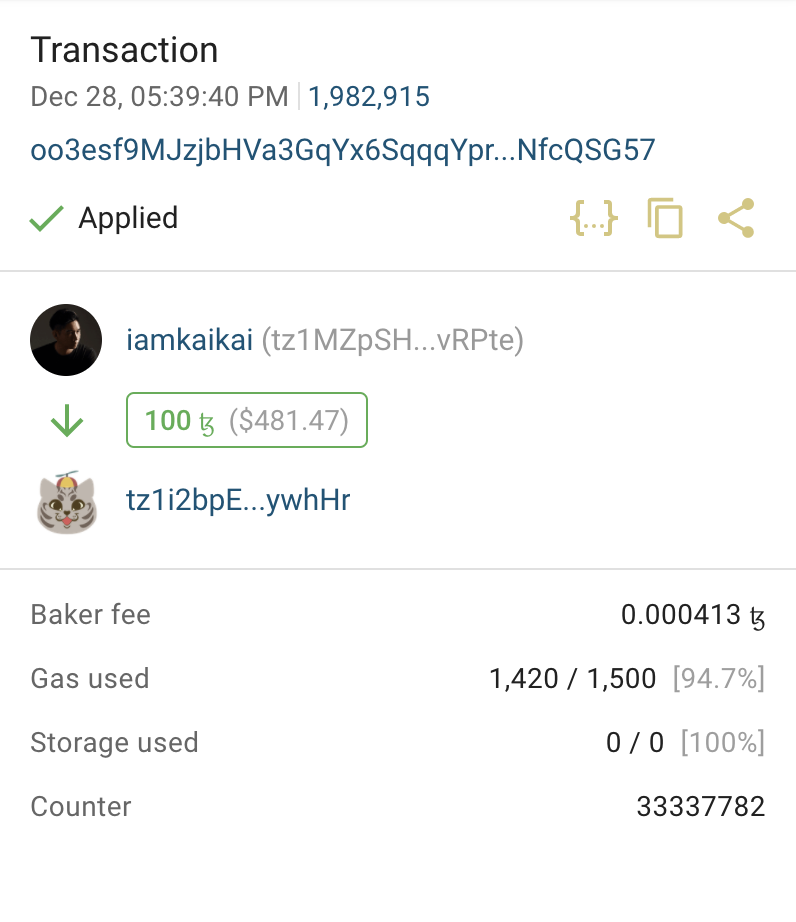 Transaction
Dec 28, 05:39:40 PM 1,982,915
oo3esf9MJzjbHVa3GqYx6SqqqYpr...NfcQSG57
Applied {...}
iamkaikai (tz1MZpSH...vRPte)
100 ꜩ ($481.47)
tz1i2bpE...ywhHr
Baker fee 0.000413 ꜩ
Gas used 1,420 / 1,500 [94.7%]
Storage used 0 / 0 [100%]
Counter 33337782